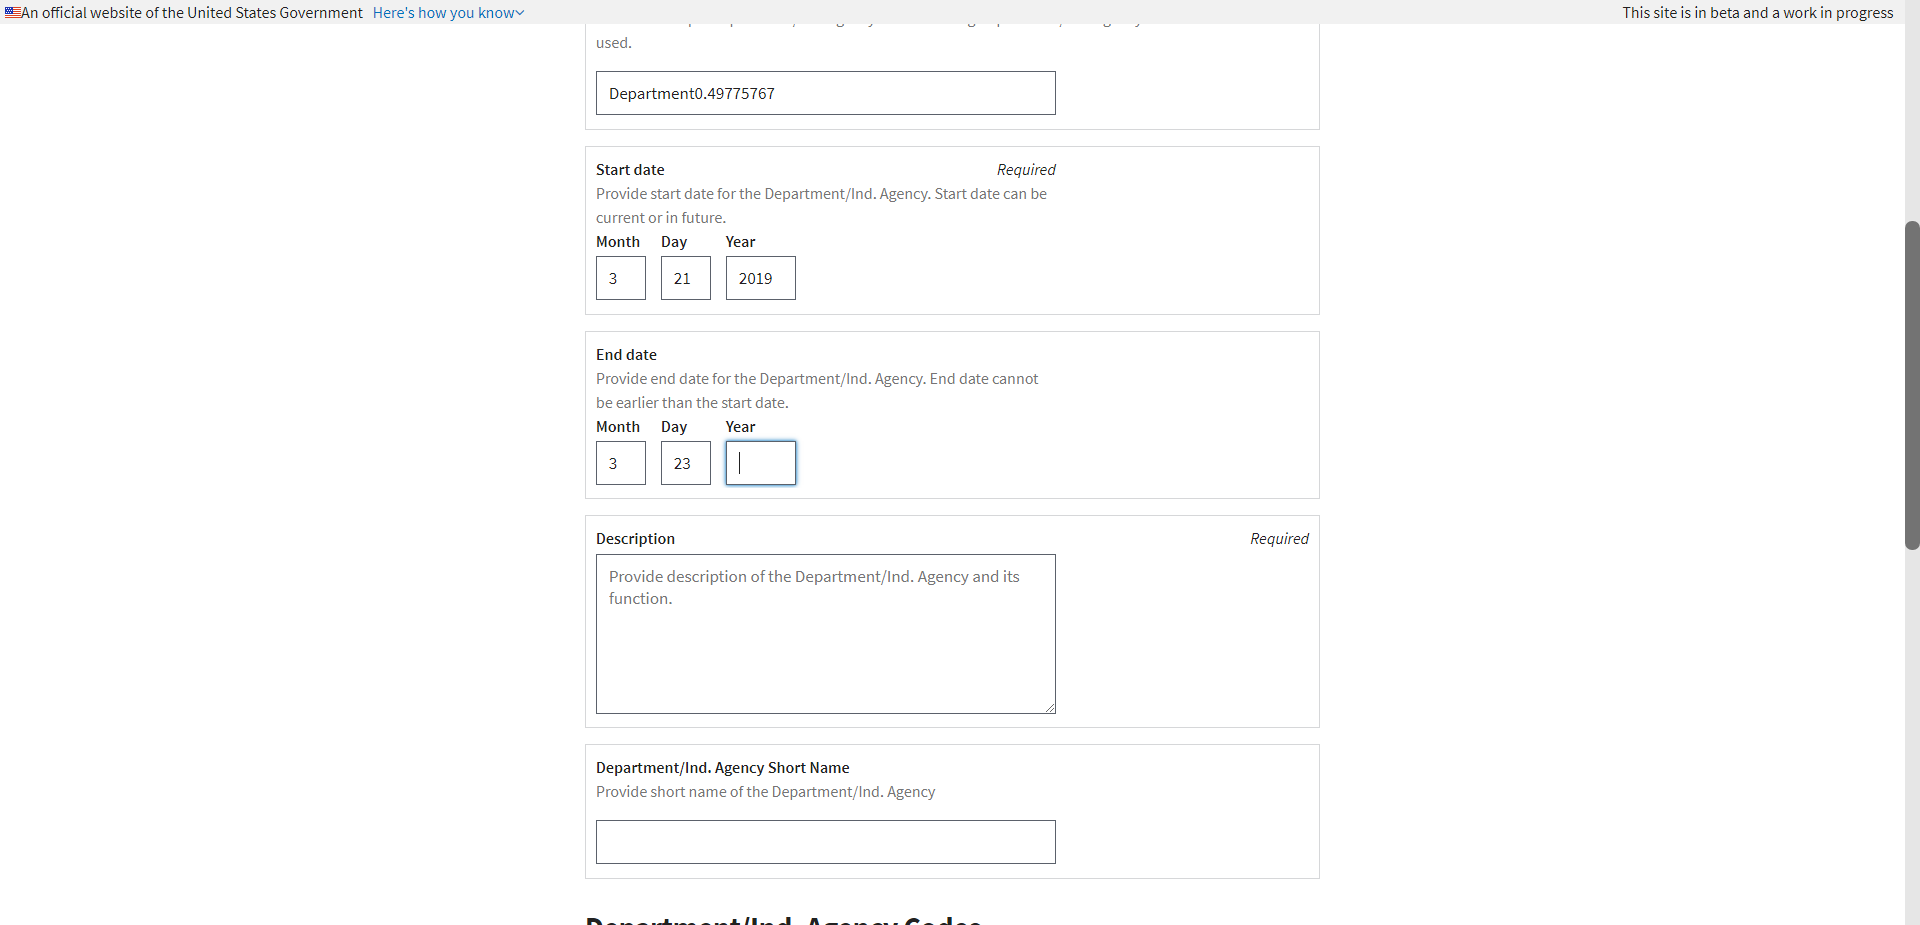 An official website of the United States Government Here's how you know
This site is in beta and a work in progress
used.
Department0.49775767
Start date Required
Provide start date for the Department/Ind. Agency. Start date can be
current or in future.
Month Day Year
3 21 2019
End date
Provide end date for the Department/Ind. Agency. End date cannot
be earlier than the start date.
Month Day Year
3 23
Description Required
Provide description of the Department/Ind. Agency and its
function.
Department/Ind. Agency Short Name
Provide short name of the Department/Ind. Agency
Department/Ind. Agency Codes